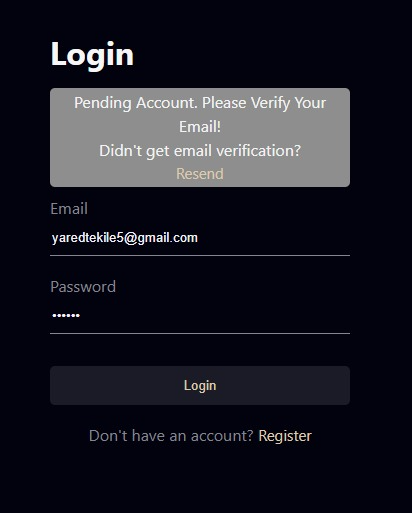 Login
Pending Account. Please Verify Your
Email!
Didn't get email verification?
Resend
Email
yaredtekile5@gmail.com
Password
••••••
Login
Don't have an account? Register